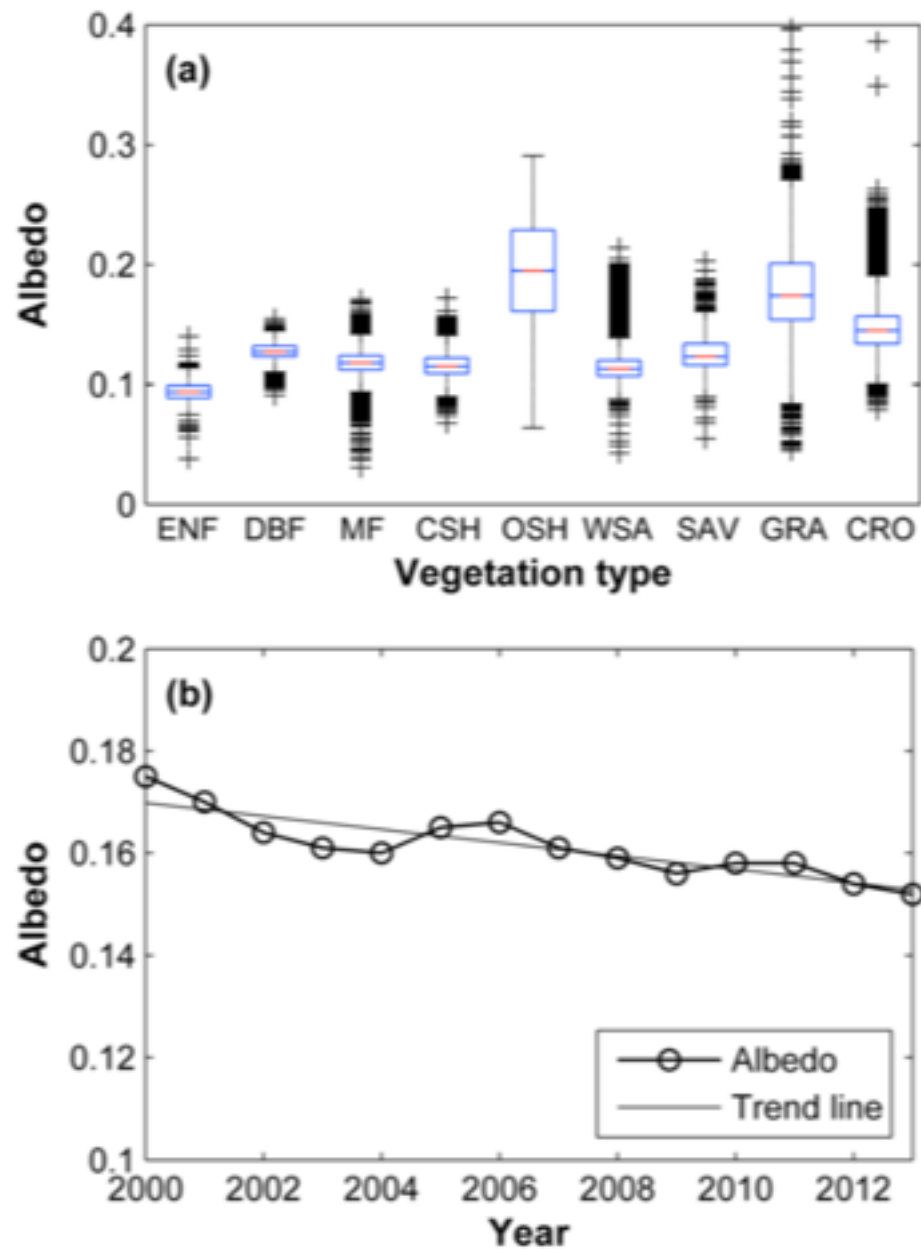 (a)
0.4
0.3
0.2
0.1
0
Albedo
ENF DBF MF CSH OSH WSA SAV GRA CRO
Vegetation type
(b)
0.2
0.18
0.16
0.14
0.12
0.1
Albedo
Albedo
Trend line
2000 2002 2004 2006 2008 2010 2012
Year